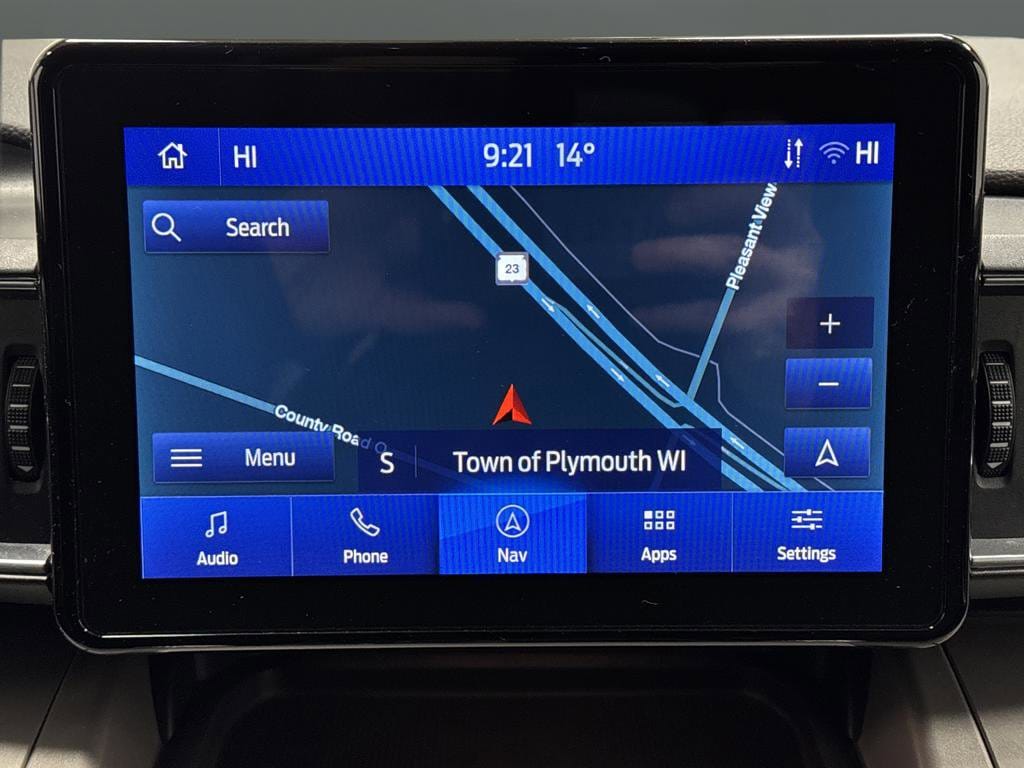 HI
9:21 14°
HI
Search
23
Pleasant View
+
−
County Road
Menu
S
Town of Plymouth WI
Audio
Phone
Nav
Apps
Settings